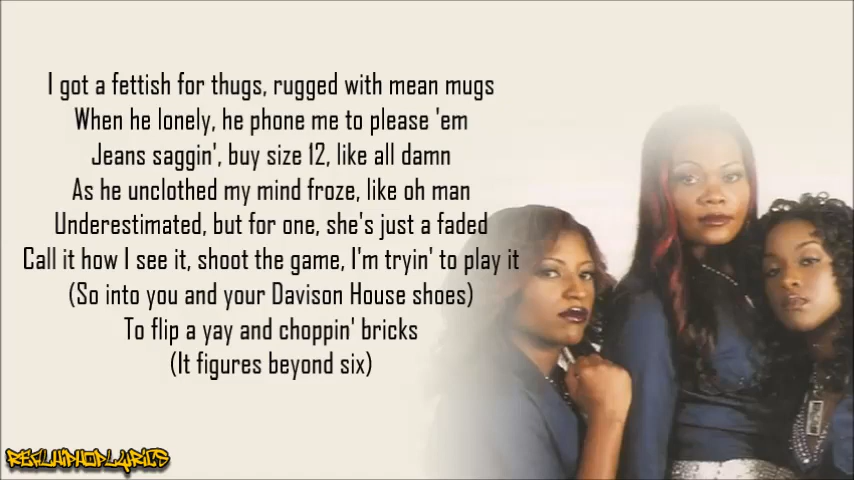 I got a fettish for thugs, rugged with mean mugs
When he lonely, he phone me to please 'em
Jeans saggin', buy size 12, like all damn
As he unclothed my mind froze, like oh man
Underestimated, but for one, she's just a faded
Call it how I see it, shoot the game, I'm tryin' to play it
(So into you and your Davison House shoes)
To flip a yay and choppin' bricks
(It figures beyond six)
REALHIPHOPLYRICS